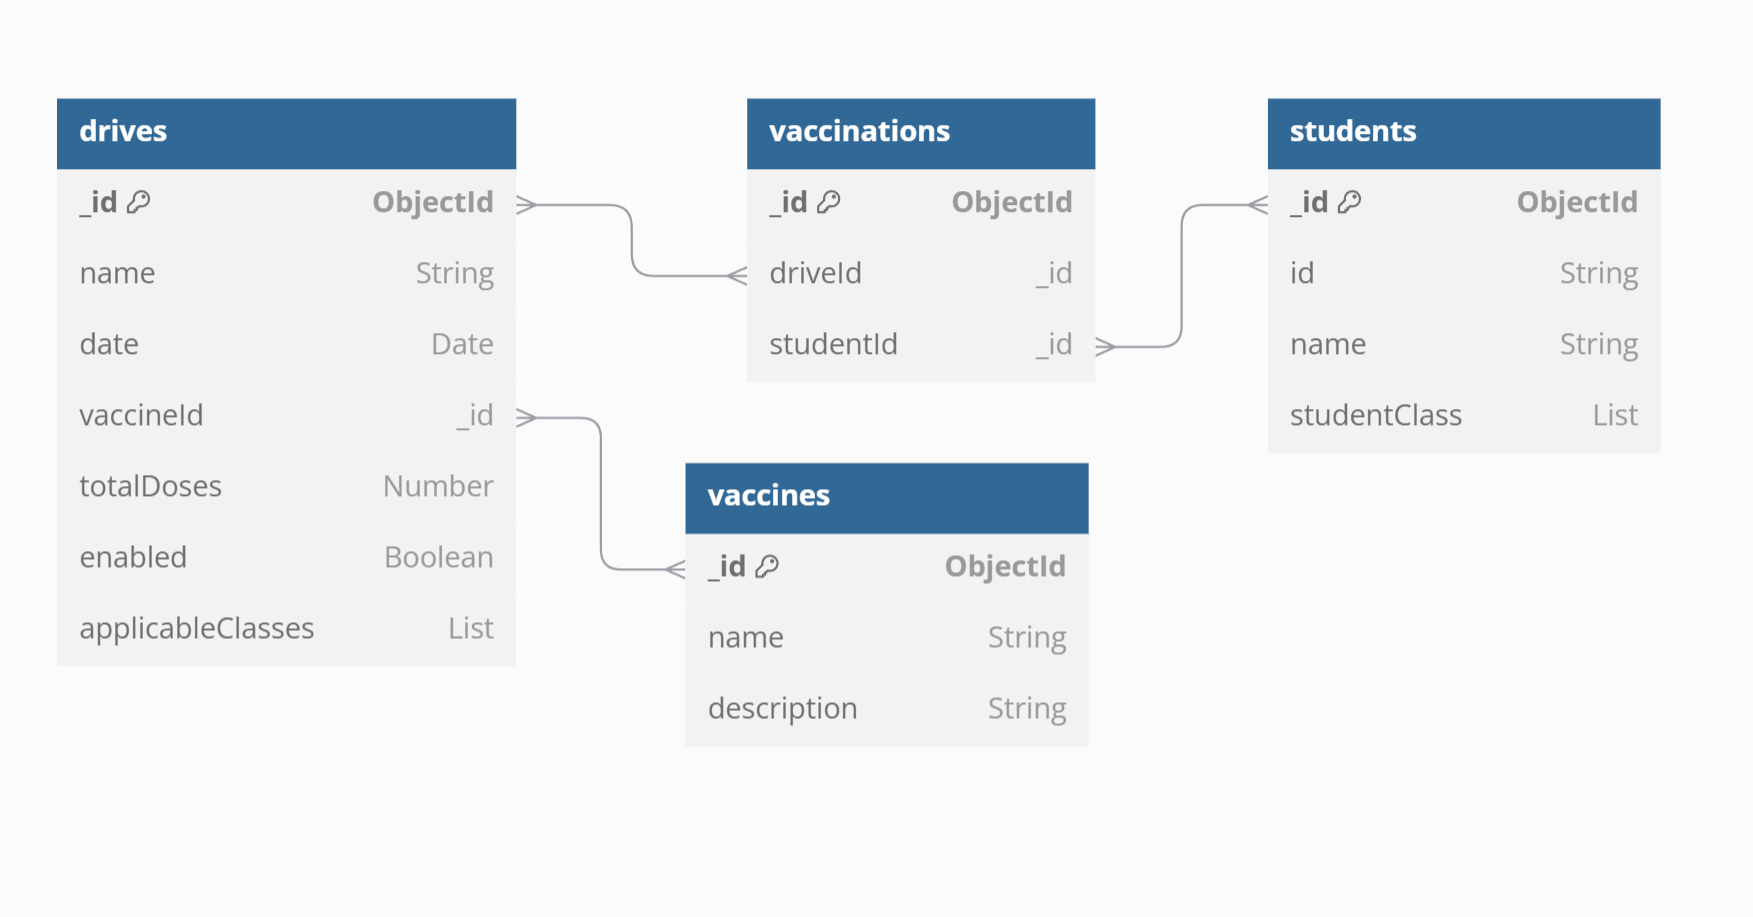 drives
_id ObjectId
name String
date Date
vaccineId _id
totalDoses Number
enabled Boolean
applicableClasses List
vaccinations
_id ObjectId
driveId _id
studentId _id
students
_id ObjectId
id String
name String
studentClass List
vaccines
_id ObjectId
name String
description String